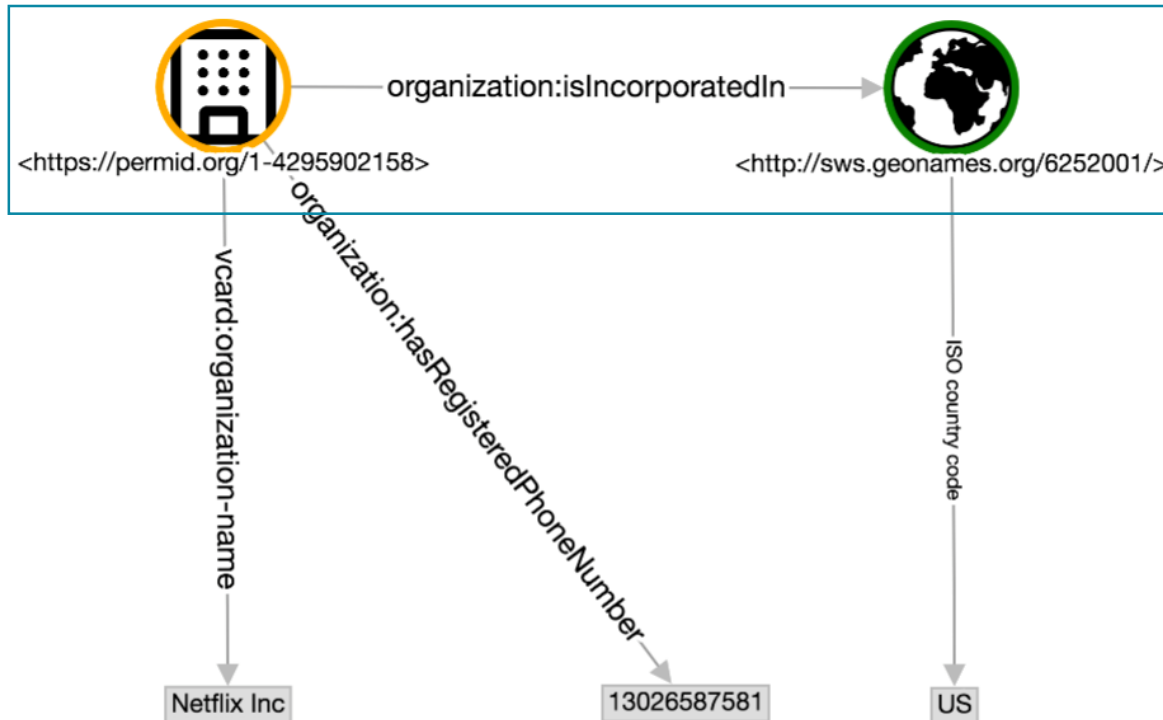 organization:isIncorporatedIn
<https://permid.org/1-4295902158>
<http://sws.geonames.org/6252001/>
vcard:organization-name
organization:hasRegisteredPhoneNumber
ISO country code
Netflix Inc
13026587581
US